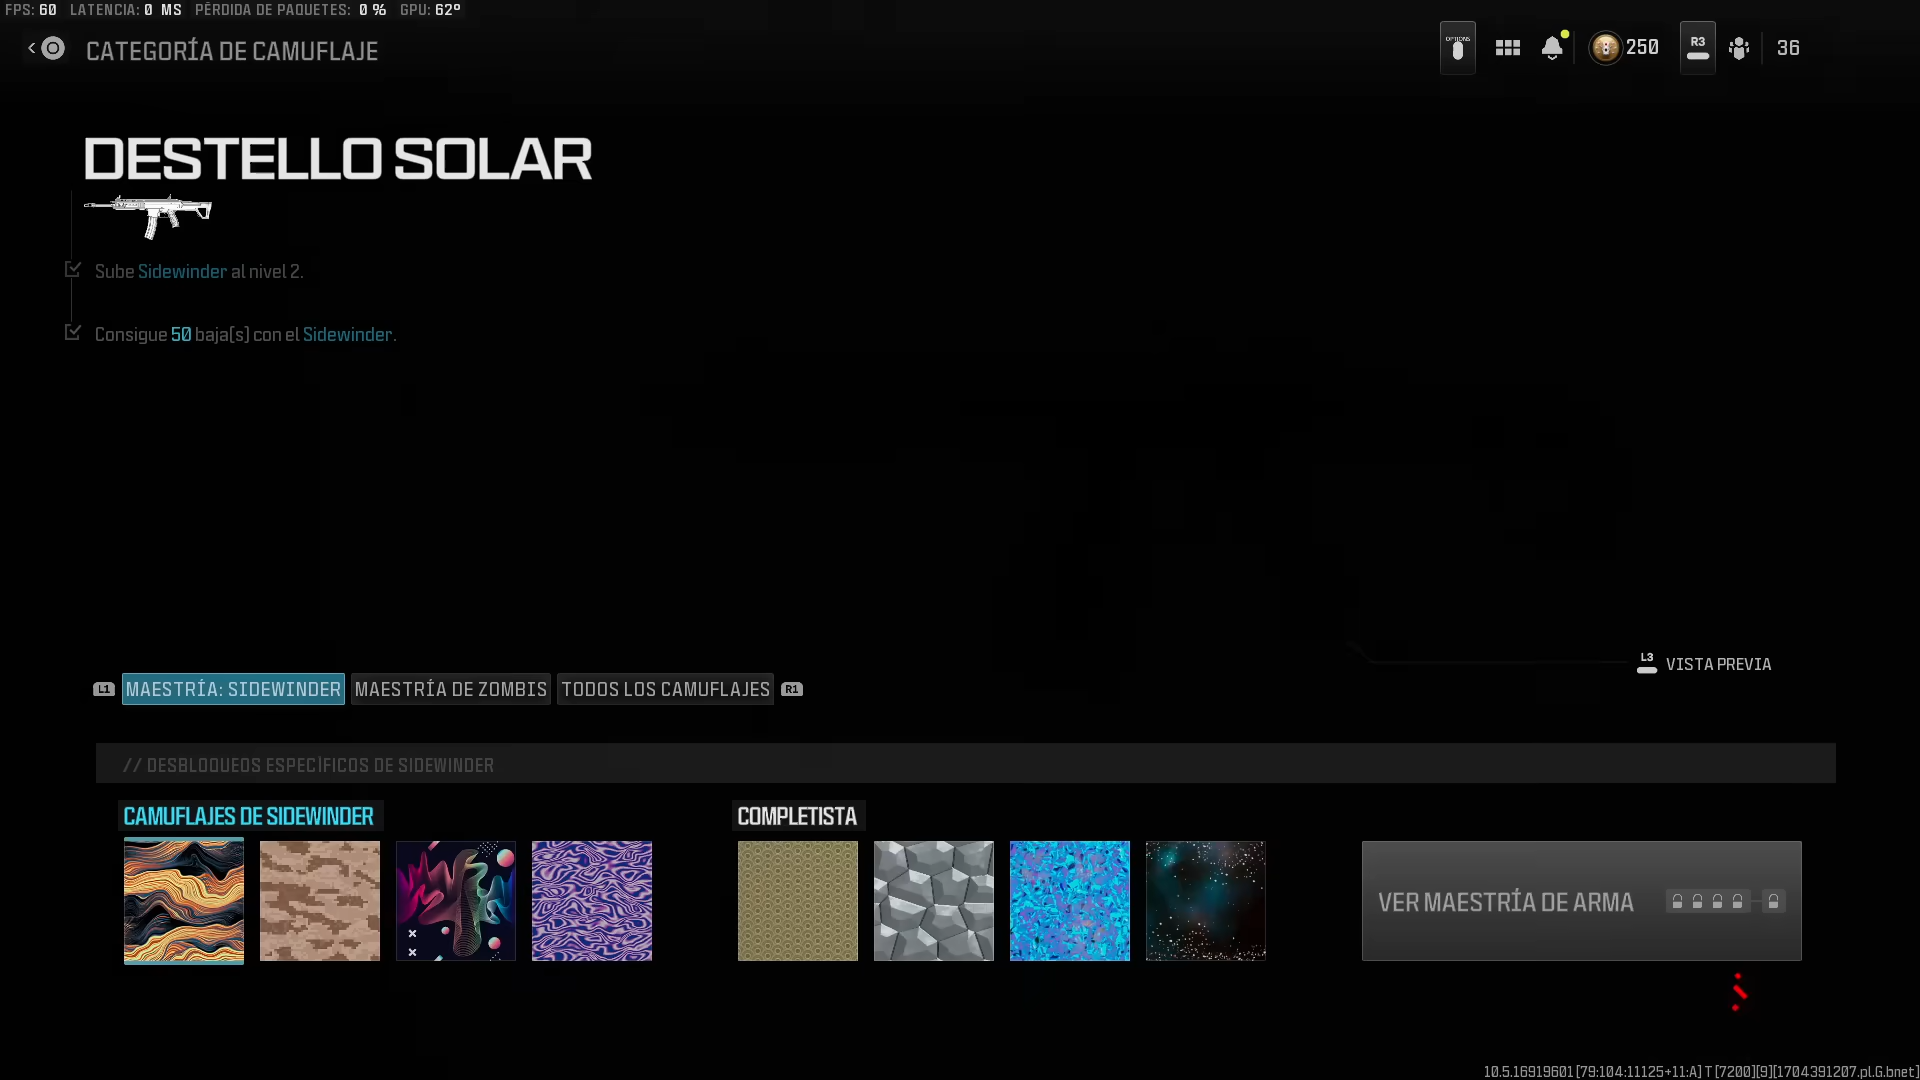 FPS: 60 LATENCIA: 0 MS PÉRDIDA DE PAQUETES: 0 % GPU: 62º
CATEGORÍA DE CAMUFLAJE
OPTIONS
250
R3
36
DESTELLO SOLAR
Sube Sidewinder al nivel 2.
Consigue 50 baja(s) con el Sidewinder.
L3 VISTA PREVIA
L1 MAESTRÍA: SIDEWINDER MAESTRÍA DE ZOMBIS TODOS LOS CAMUFLAJES R1
// DESBLOQUEOS ESPECÍFICOS DE SIDEWINDER
CAMUFLAJES DE SIDEWINDER
COMPLETISTA
VER MAESTRÍA DE ARMA
10.5.16919601 [79:104:11125+11:A] T [7200][9][1704391207.pl.G.bnet]